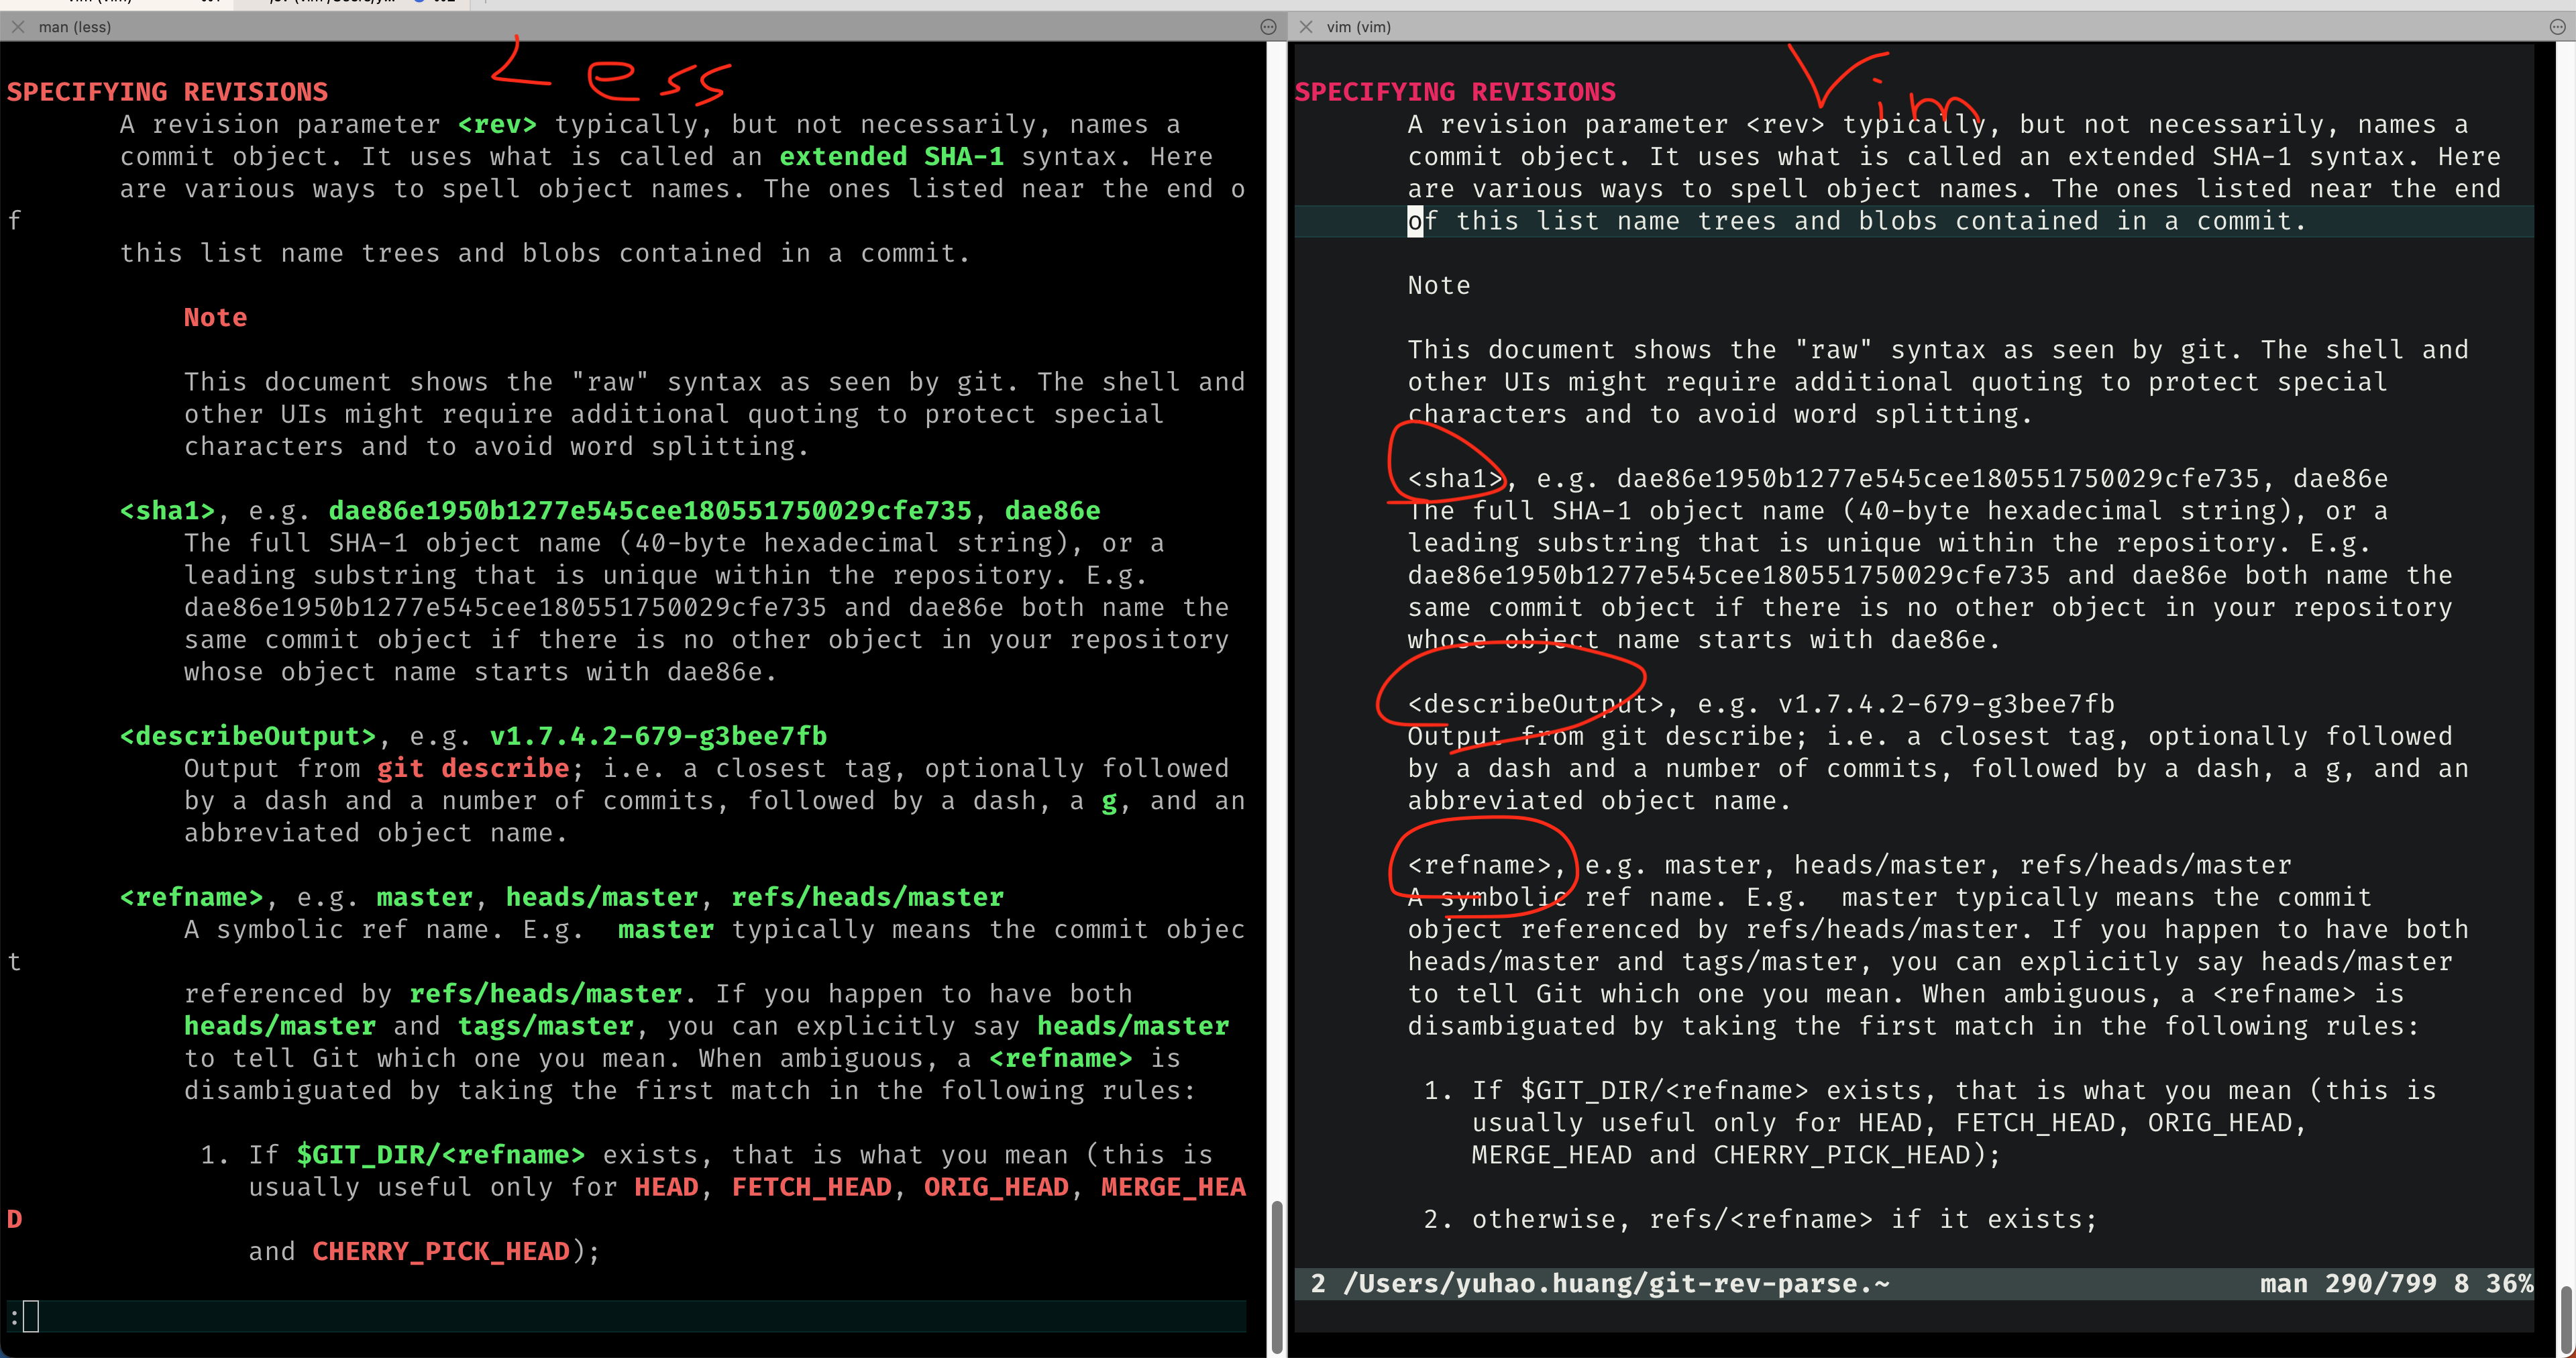 man (less)
Less
SPECIFYING REVISIONS
A revision parameter <rev> typically, but not necessarily, names a
commit object. It uses what is called an extended SHA-1 syntax. Here
are various ways to spell object names. The ones listed near the end o
f
this list name trees and blobs contained in a commit.
Note
This document shows the "raw" syntax as seen by git. The shell and
other UIs might require additional quoting to protect special
characters and to avoid word splitting.
<sha1>, e.g. dae86e1950b1277e545cee180551750029cfe735, dae86e
The full SHA-1 object name (40-byte hexadecimal string), or a
leading substring that is unique within the repository. E.g.
dae86e1950b1277e545cee180551750029cfe735 and dae86e both name the
same commit object if there is no other object in your repository
whose object name starts with dae86e.
<describeOutput>, e.g. v1.7.4.2-679-g3bee7fb
Output from git describe; i.e. a closest tag, optionally followed
by a dash and a number of commits, followed by a dash, a g, and an
abbreviated object name.
<refname>, e.g. master, heads/master, refs/heads/master
A symbolic ref name. E.g.  master typically means the commit objec
t
referenced by refs/heads/master. If you happen to have both
heads/master and tags/master, you can explicitly say heads/master
to tell Git which one you mean. When ambiguous, a <refname> is
disambiguated by taking the first match in the following rules:
1. If $GIT_DIR/<refname> exists, that is what you mean (this is
usually useful only for HEAD, FETCH_HEAD, ORIG_HEAD, MERGE_HEA
D
and CHERRY_PICK_HEAD);
:
vim (vim)
Vim
SPECIFYING REVISIONS
A revision parameter <rev> typically, but not necessarily, names a
commit object. It uses what is called an extended SHA-1 syntax. Here
are various ways to spell object names. The ones listed near the end
of this list name trees and blobs contained in a commit.
Note
This document shows the "raw" syntax as seen by git. The shell and
other UIs might require additional quoting to protect special
characters and to avoid word splitting.
<sha1>, e.g. dae86e1950b1277e545cee180551750029cfe735, dae86e
The full SHA-1 object name (40-byte hexadecimal string), or a
leading substring that is unique within the repository. E.g.
dae86e1950b1277e545cee180551750029cfe735 and dae86e both name the
same commit object if there is no other object in your repository
whose object name starts with dae86e.
<describeOutput>, e.g. v1.7.4.2-679-g3bee7fb
Output from git describe; i.e. a closest tag, optionally followed
by a dash and a number of commits, followed by a dash, a g, and an
abbreviated object name.
<refname>, e.g. master, heads/master, refs/heads/master
A symbolic ref name. E.g.  master typically means the commit
object referenced by refs/heads/master. If you happen to have both
heads/master and tags/master, you can explicitly say heads/master
to tell Git which one you mean. When ambiguous, a <refname> is
disambiguated by taking the first match in the following rules:
1. If $GIT_DIR/<refname> exists, that is what you mean (this is
usually useful only for HEAD, FETCH_HEAD, ORIG_HEAD,
MERGE_HEAD and CHERRY_PICK_HEAD);
2. otherwise, refs/<refname> if it exists;
2 /Users/yuhao.huang/git-rev-parse.~ man 290/799 8 36%